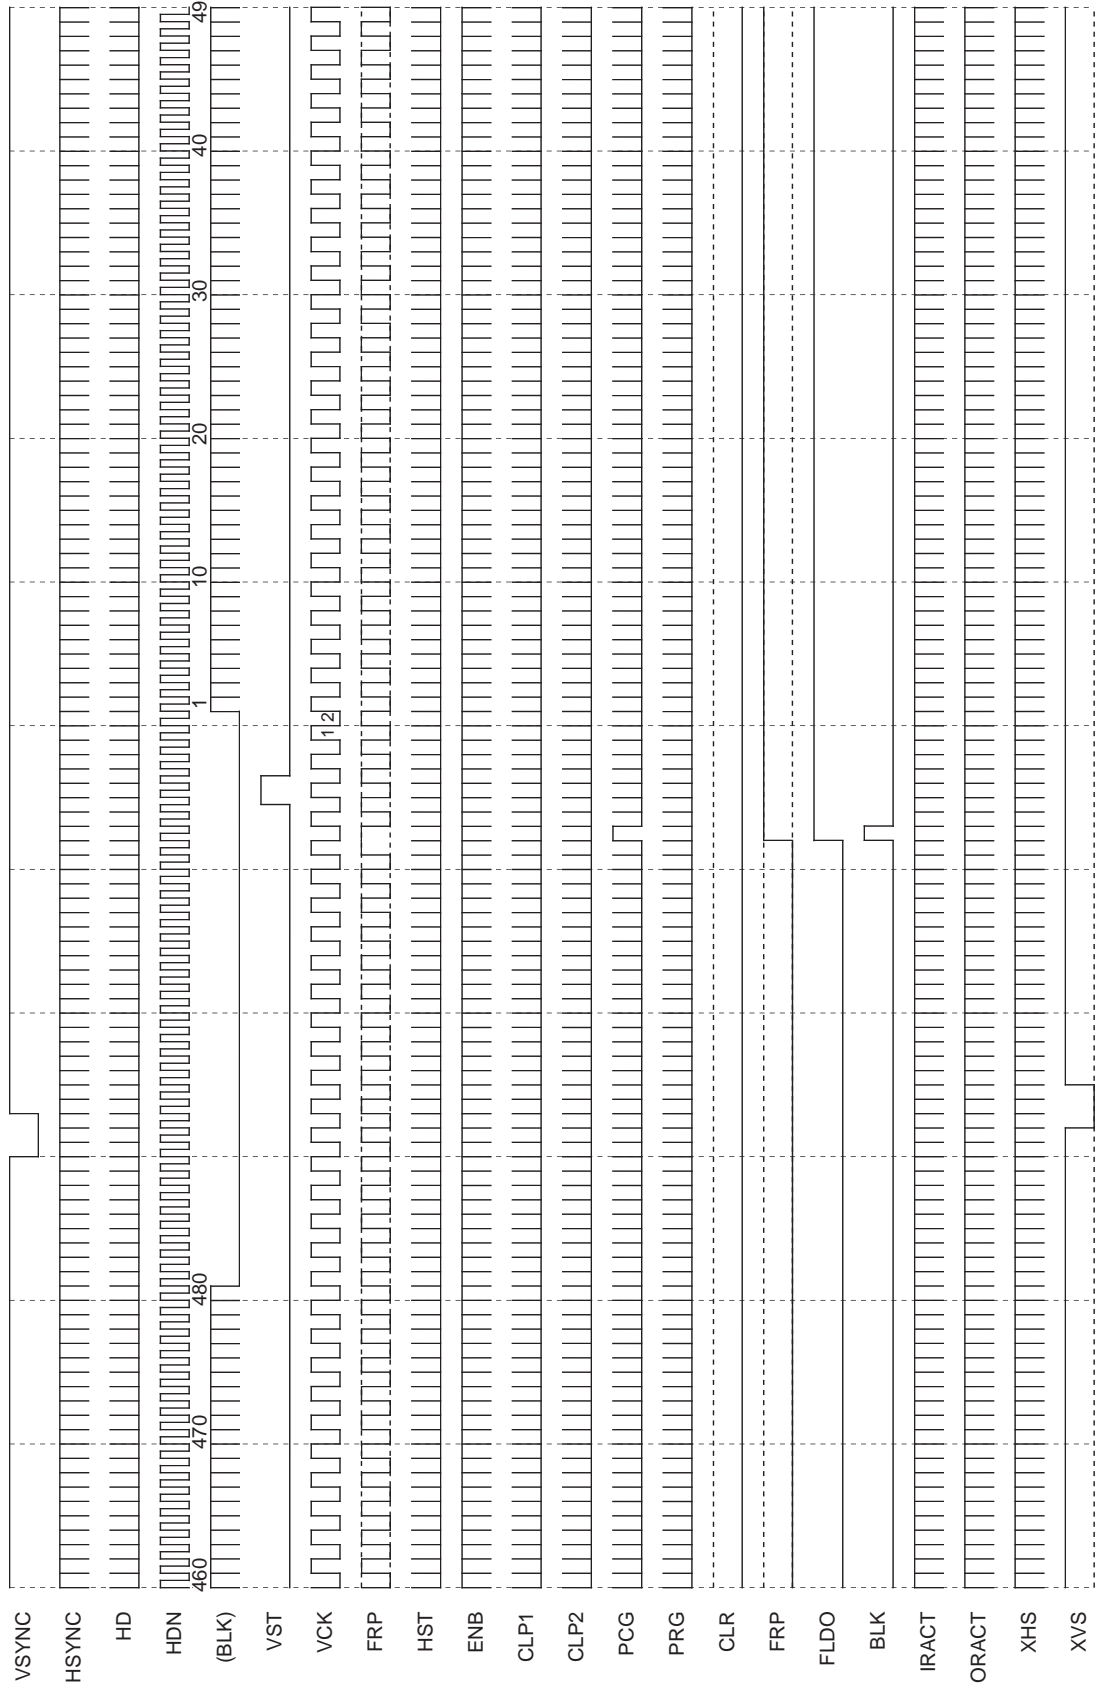 VSYNC
HSYNC
HD
HDN
460 470 480 1 10 20 30 40 49
(BLK)
VST
VCK
1 2
FRP
HST
ENB
CLP1
CLP2
PCG
PRG
CLR
FRP
FLDO
BLK
IRACT
ORACT
XHS
XVS